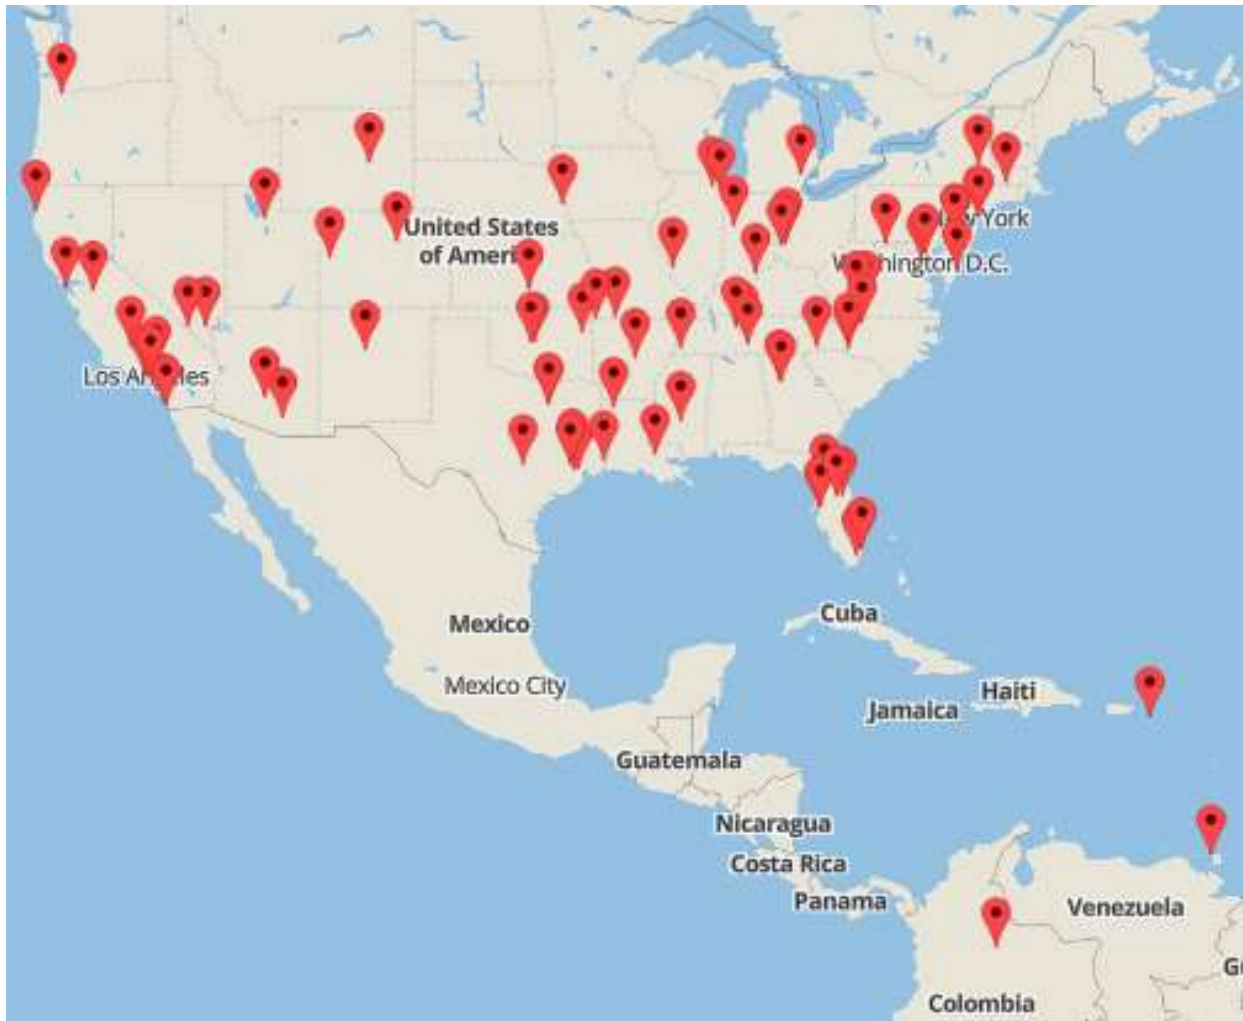 United States
of Ameri
New York
Washington D.C.
Los Angeles
Mexico
Mexico City
Cuba
Haiti
Jamaica
Guatemala
Nicaragua
Costa Rica
Panama
Venezuela
Colombia